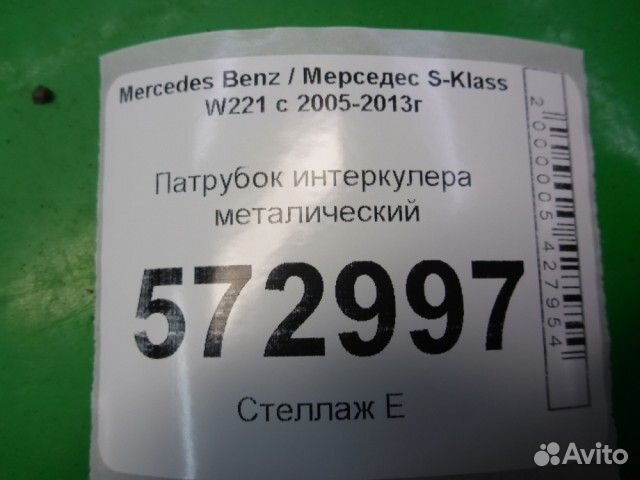 Mercedes Benz / Мерседес S-Klass
W221 с 2005-2013г
Патрубок интеркулера
металический
572997
Стеллаж Е
2000005427954
Avito